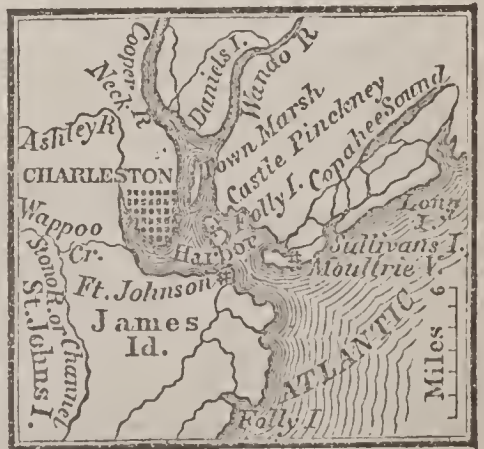 Cooper
R
Neck
Daniels I.
Wando R
Town Marsh
Castle Pinckney
Folly I.
Copahee Sound
Ashley R
CHARLESTON
Wappoo
Cr.
Harbor
Long
I.
Sullivans I.
Moultrie V.
Ft. Johnson
James
Id.
Stono R. or
Channel
St. Johns I.
ATLANTIC
Folly I
Miles
6